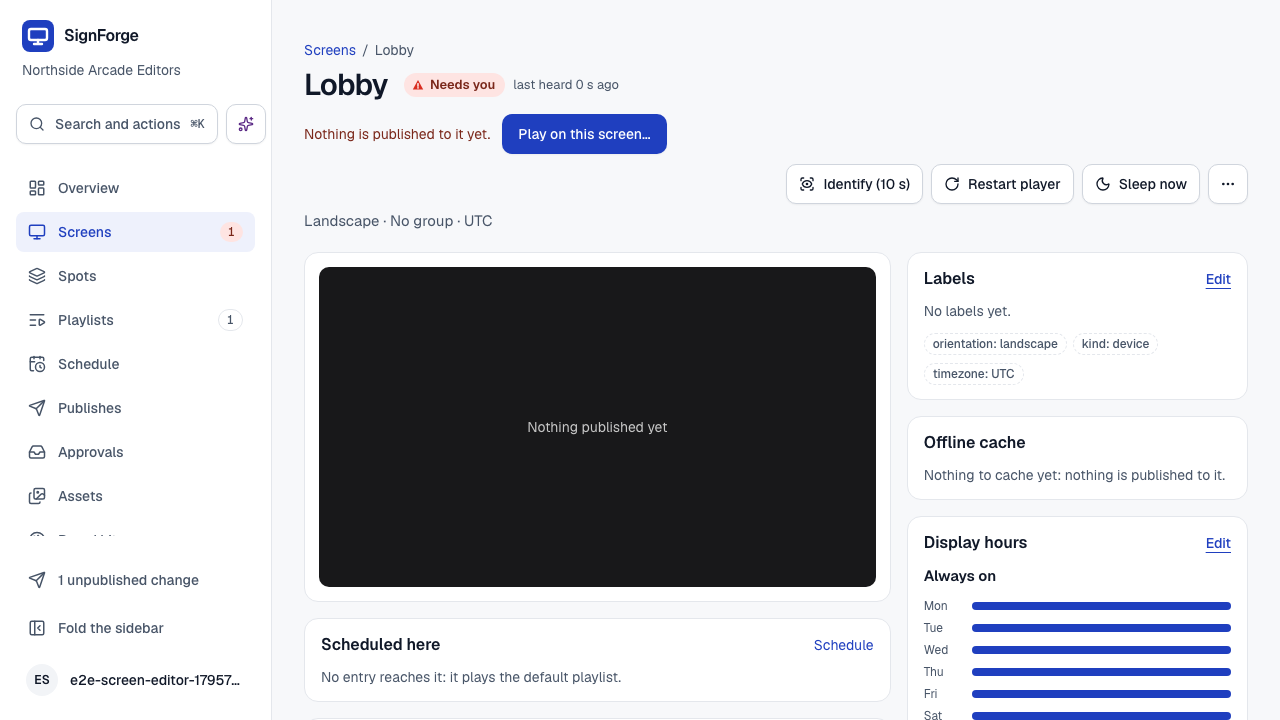 SignForge
Northside Arcade Editors
Search and actions ⌘K
Overview
Screens 1
Spots
Playlists 1
Schedule
Publishes
Approvals
Assets
1 unpublished change
Fold the sidebar
ES e2e-screen-editor-17957…
Screens / Lobby
Lobby Needs you last heard 0 s ago
Nothing is published to it yet. Play on this screen…
Identify (10 s) Restart player Sleep now
Landscape · No group · UTC
Nothing published yet
Scheduled here Schedule
No entry reaches it: it plays the default playlist.
Labels Edit
No labels yet.
orientation: landscape kind: device
timezone: UTC
Offline cache
Nothing to cache yet: nothing is published to it.
Display hours Edit
Always on
Mon
Tue
Wed
Thu
Fri
Sat